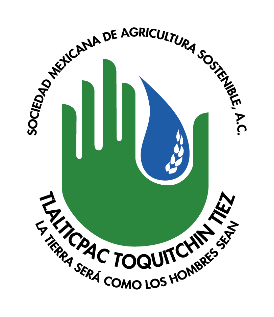 SOCIEDAD MEXICANA DE AGRICULTURA SOSTENIBLE, A.C.
TLALTICPAC TOQUITCHIN TIEZ
LA TIERRA SERÁ COMO LOS HOMBRES SEAN